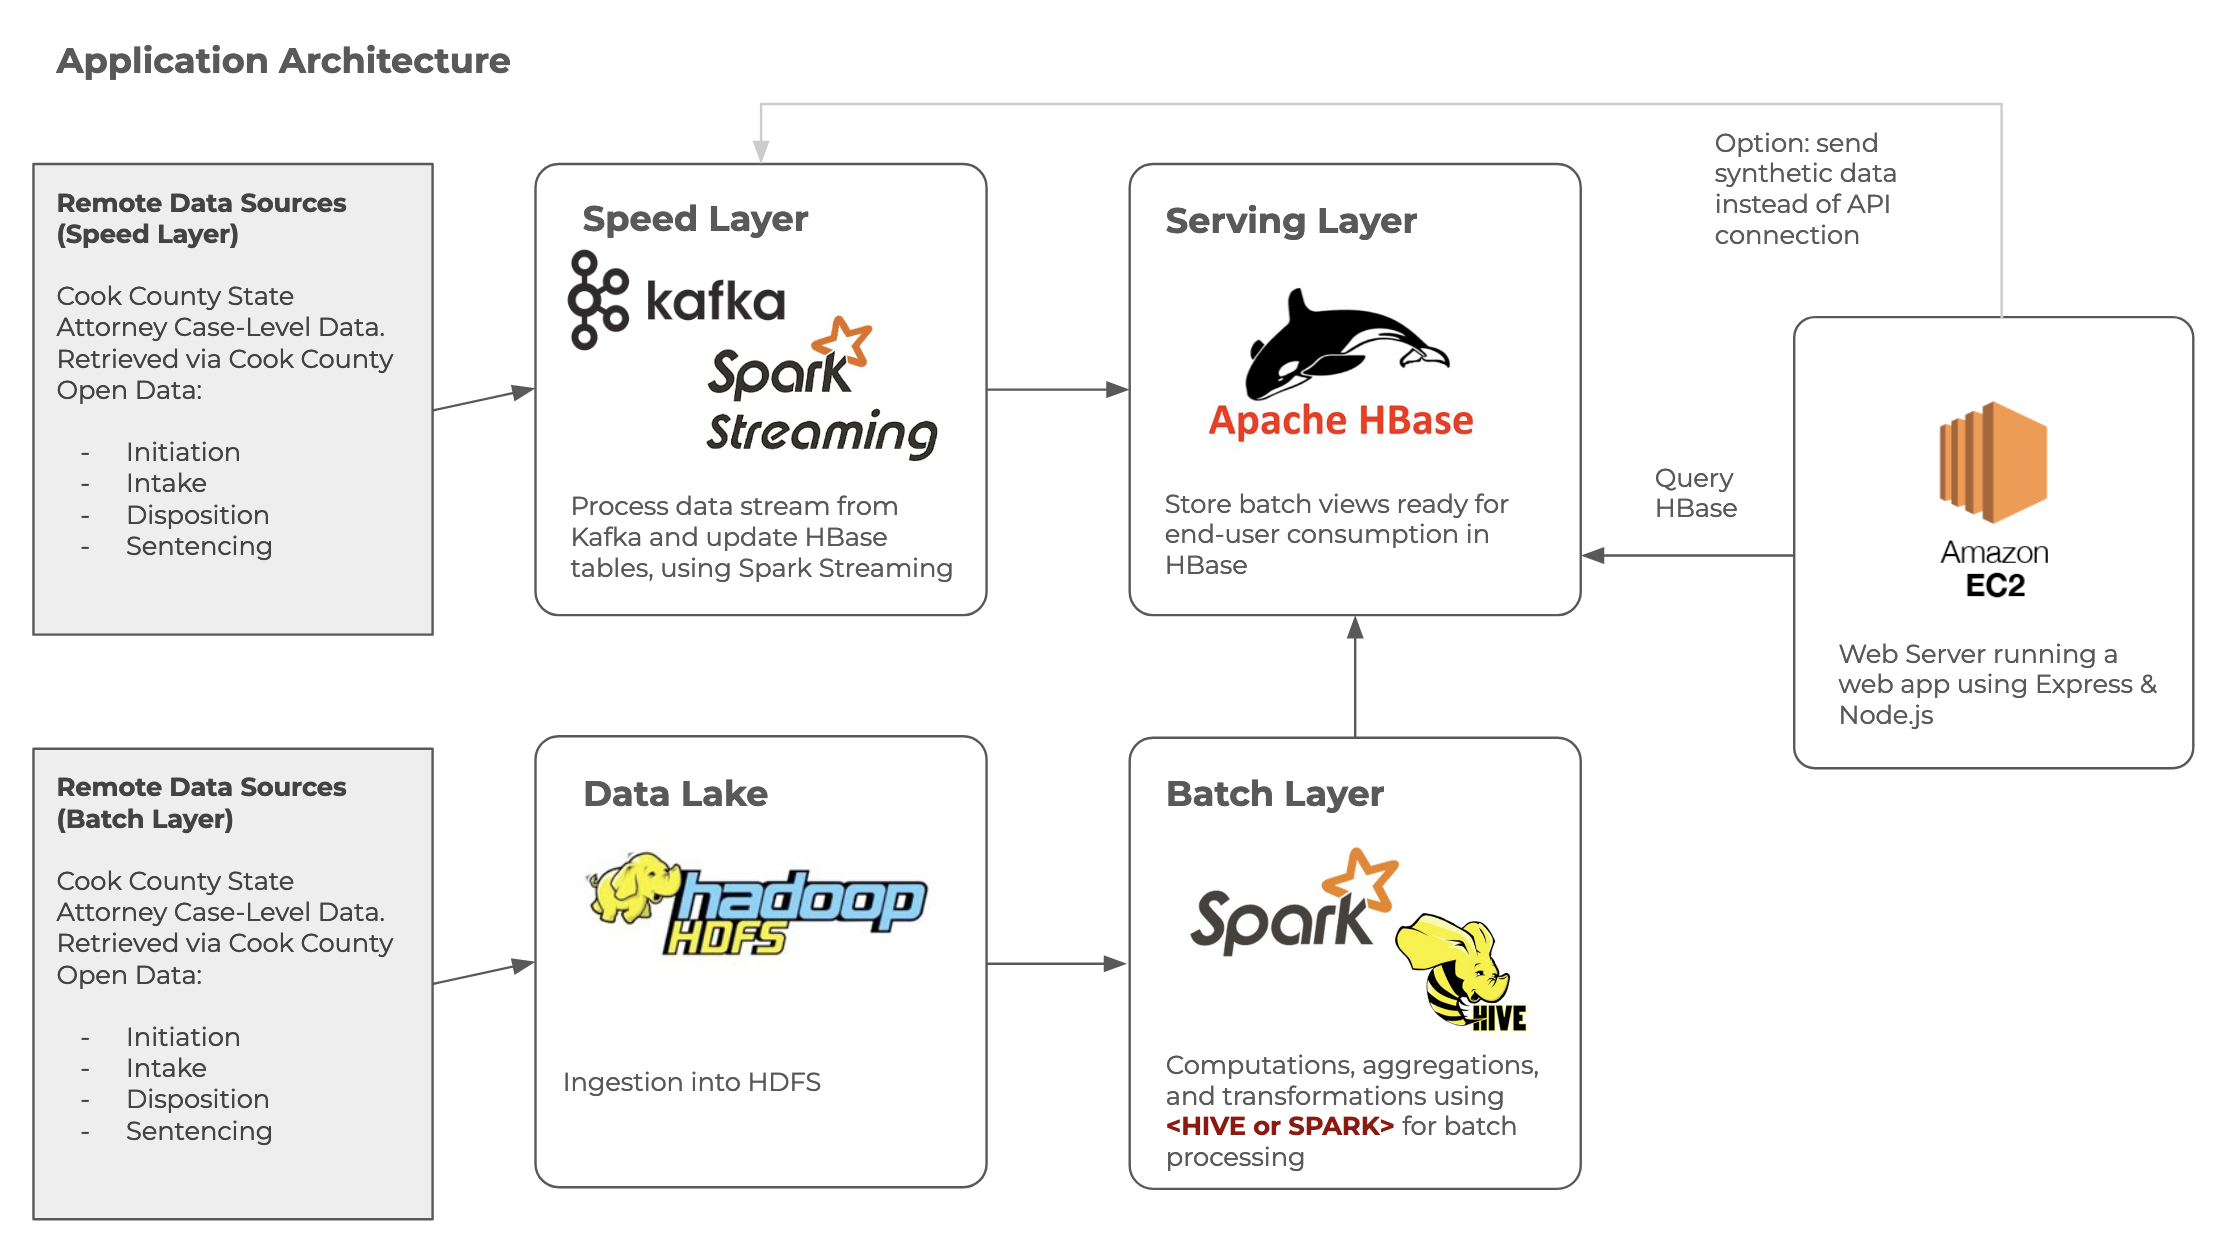 Application Architecture
Remote Data Sources
(Speed Layer)
Cook County State
Attorney Case-Level Data.
Retrieved via Cook County
Open Data:
- Initiation
- Intake
- Disposition
- Sentencing
Speed Layer
kafka
Spark
Streaming
Process data stream from
Kafka and update HBase
tables, using Spark Streaming
Serving Layer
Apache HBase
Store batch views ready for
end-user consumption in
HBase
Option: send
synthetic data
instead of API
connection
Query
HBase
Amazon
EC2
Web Server running a
web app using Express &
Node.js
Remote Data Sources
(Batch Layer)
Cook County State
Attorney Case-Level Data.
Retrieved via Cook County
Open Data:
- Initiation
- Intake
- Disposition
- Sentencing
Data Lake
hadoop
HDFS
Ingestion into HDFS
Batch Layer
Spark
HIVE
Computations, aggregations,
and transformations using
<HIVE or SPARK> for batch
processing